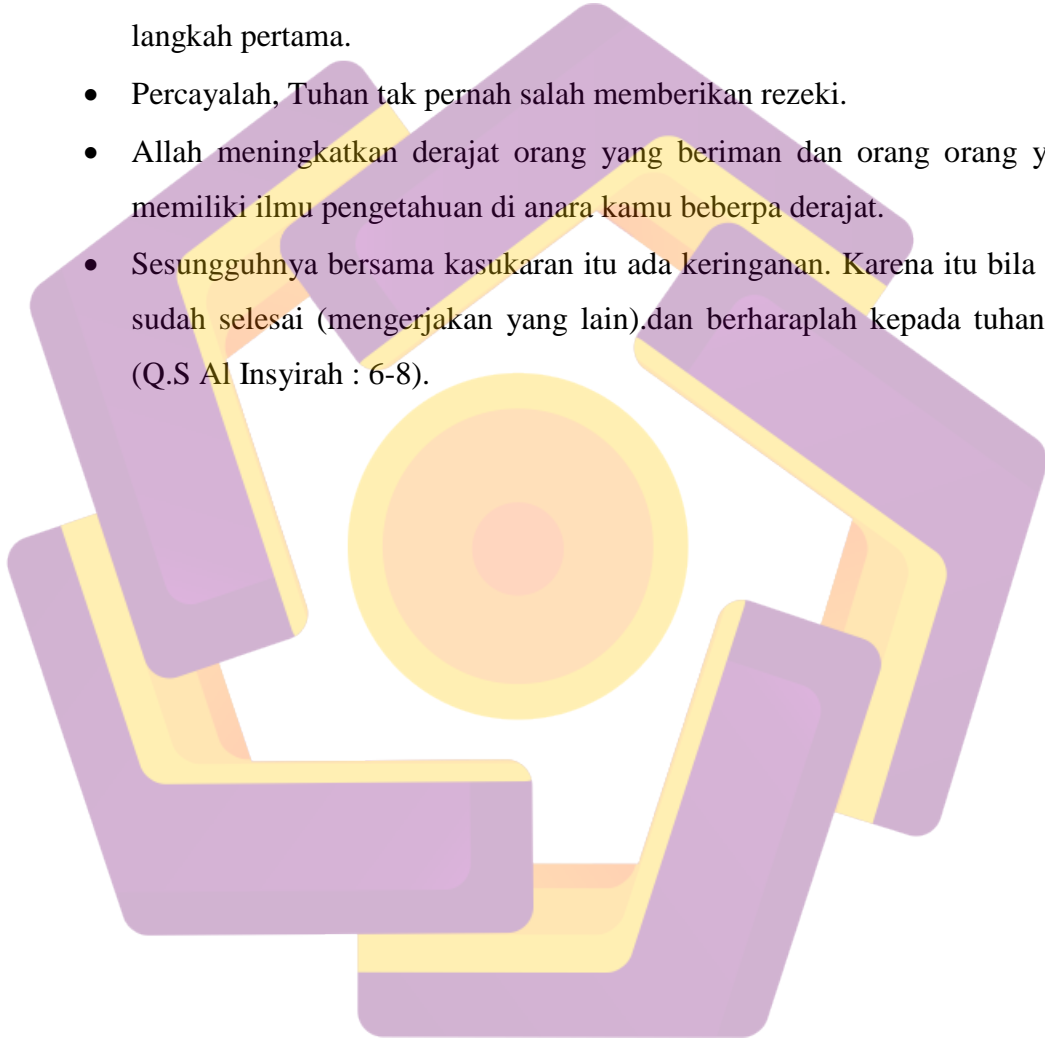 langkah pertama.
• Percayalah, Tuhan tak pernah salah memberikan rezeki.
• Allah meningkatkan derajat orang yang beriman dan orang orang y
memiliki ilmu pengetahuan di anara kamu beberpa derajat.
• Sesungguhnya bersama kasukaran itu ada keringanan. Karena itu bila
sudah selesai (mengerjakan yang lain).dan berharaplah kepada tuhan
(Q.S Al Insyirah : 6-8).